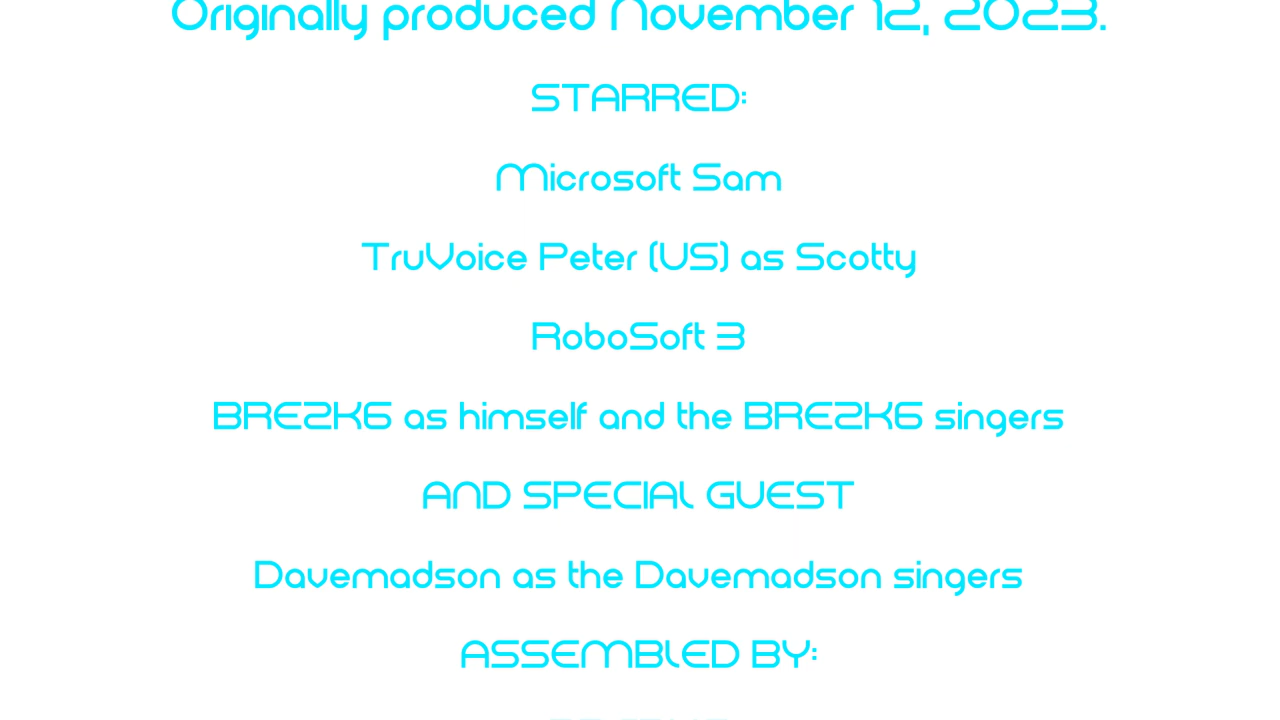 Originally produced November 12, 2023.
STARRED:
Microsoft Sam
TruVoice Peter (US) as Scotty
RoboSoft 3
BREZK6 as himself and the BREZK6 singers
AND SPECIAL GUEST
Davemadson as the Davemadson singers
ASSEMBLED BY: